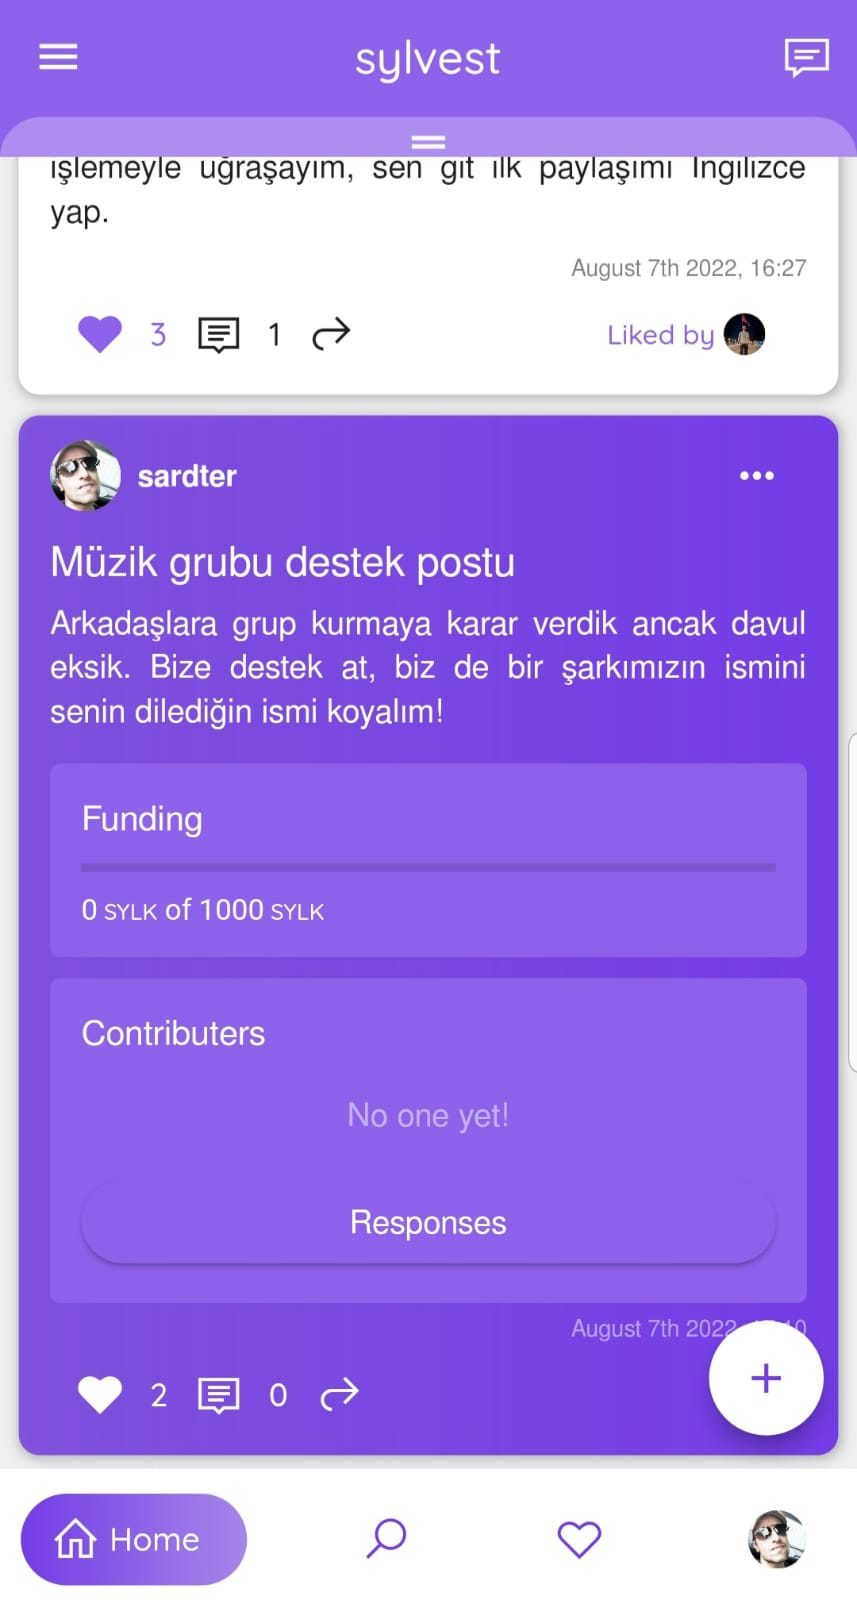 sylvest
işlemeyle uğraşayım, sen git ilk paylaşımı İngilizce
yap.
August 7th 2022, 16:27
3 1 Liked by
sardter
Müzik grubu destek postu
Arkadaşlara grup kurmaya karar verdik ancak davul
eksik. Bize destek at, biz de bir şarkımızın ismini
senin dilediğin ismi koyalım!
Funding
0 SYLK of 1000 SYLK
Contributers
No one yet!
Responses
August 7th 2022
2 0
Home